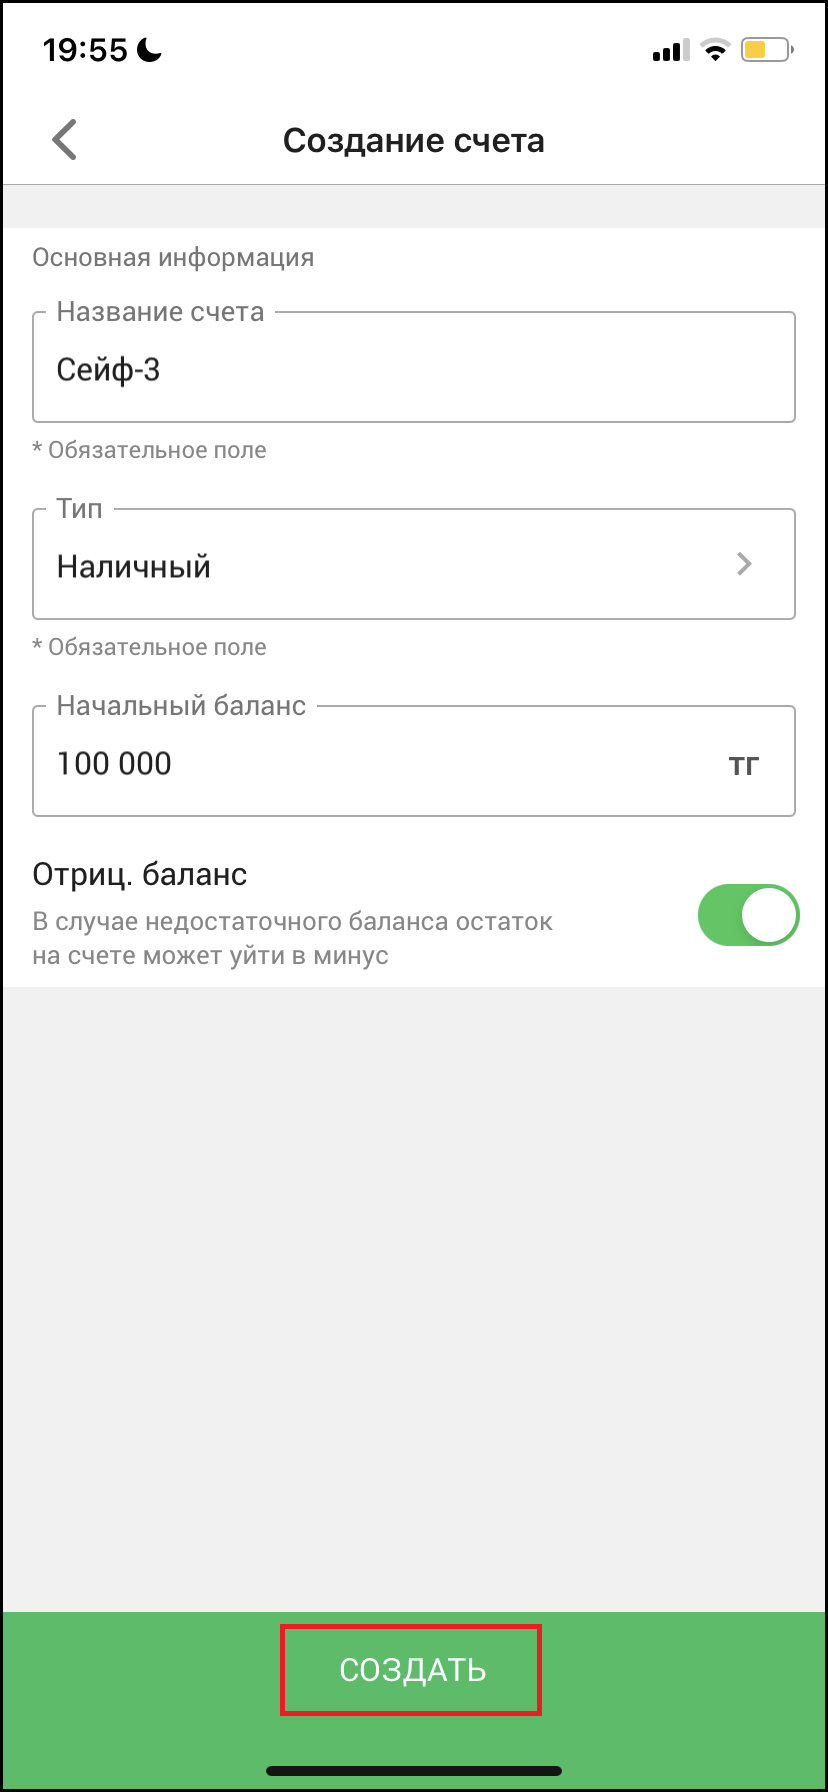 19:55
Создание счета
Основная информация
Название счета
Сейф-3
* Обязательное поле
Тип
Наличный
* Обязательное поле
Начальный баланс
100 000 тг
Отриц. баланс
В случае недостаточного баланса остаток
на счете может уйти в минус
СОЗДАТЬ